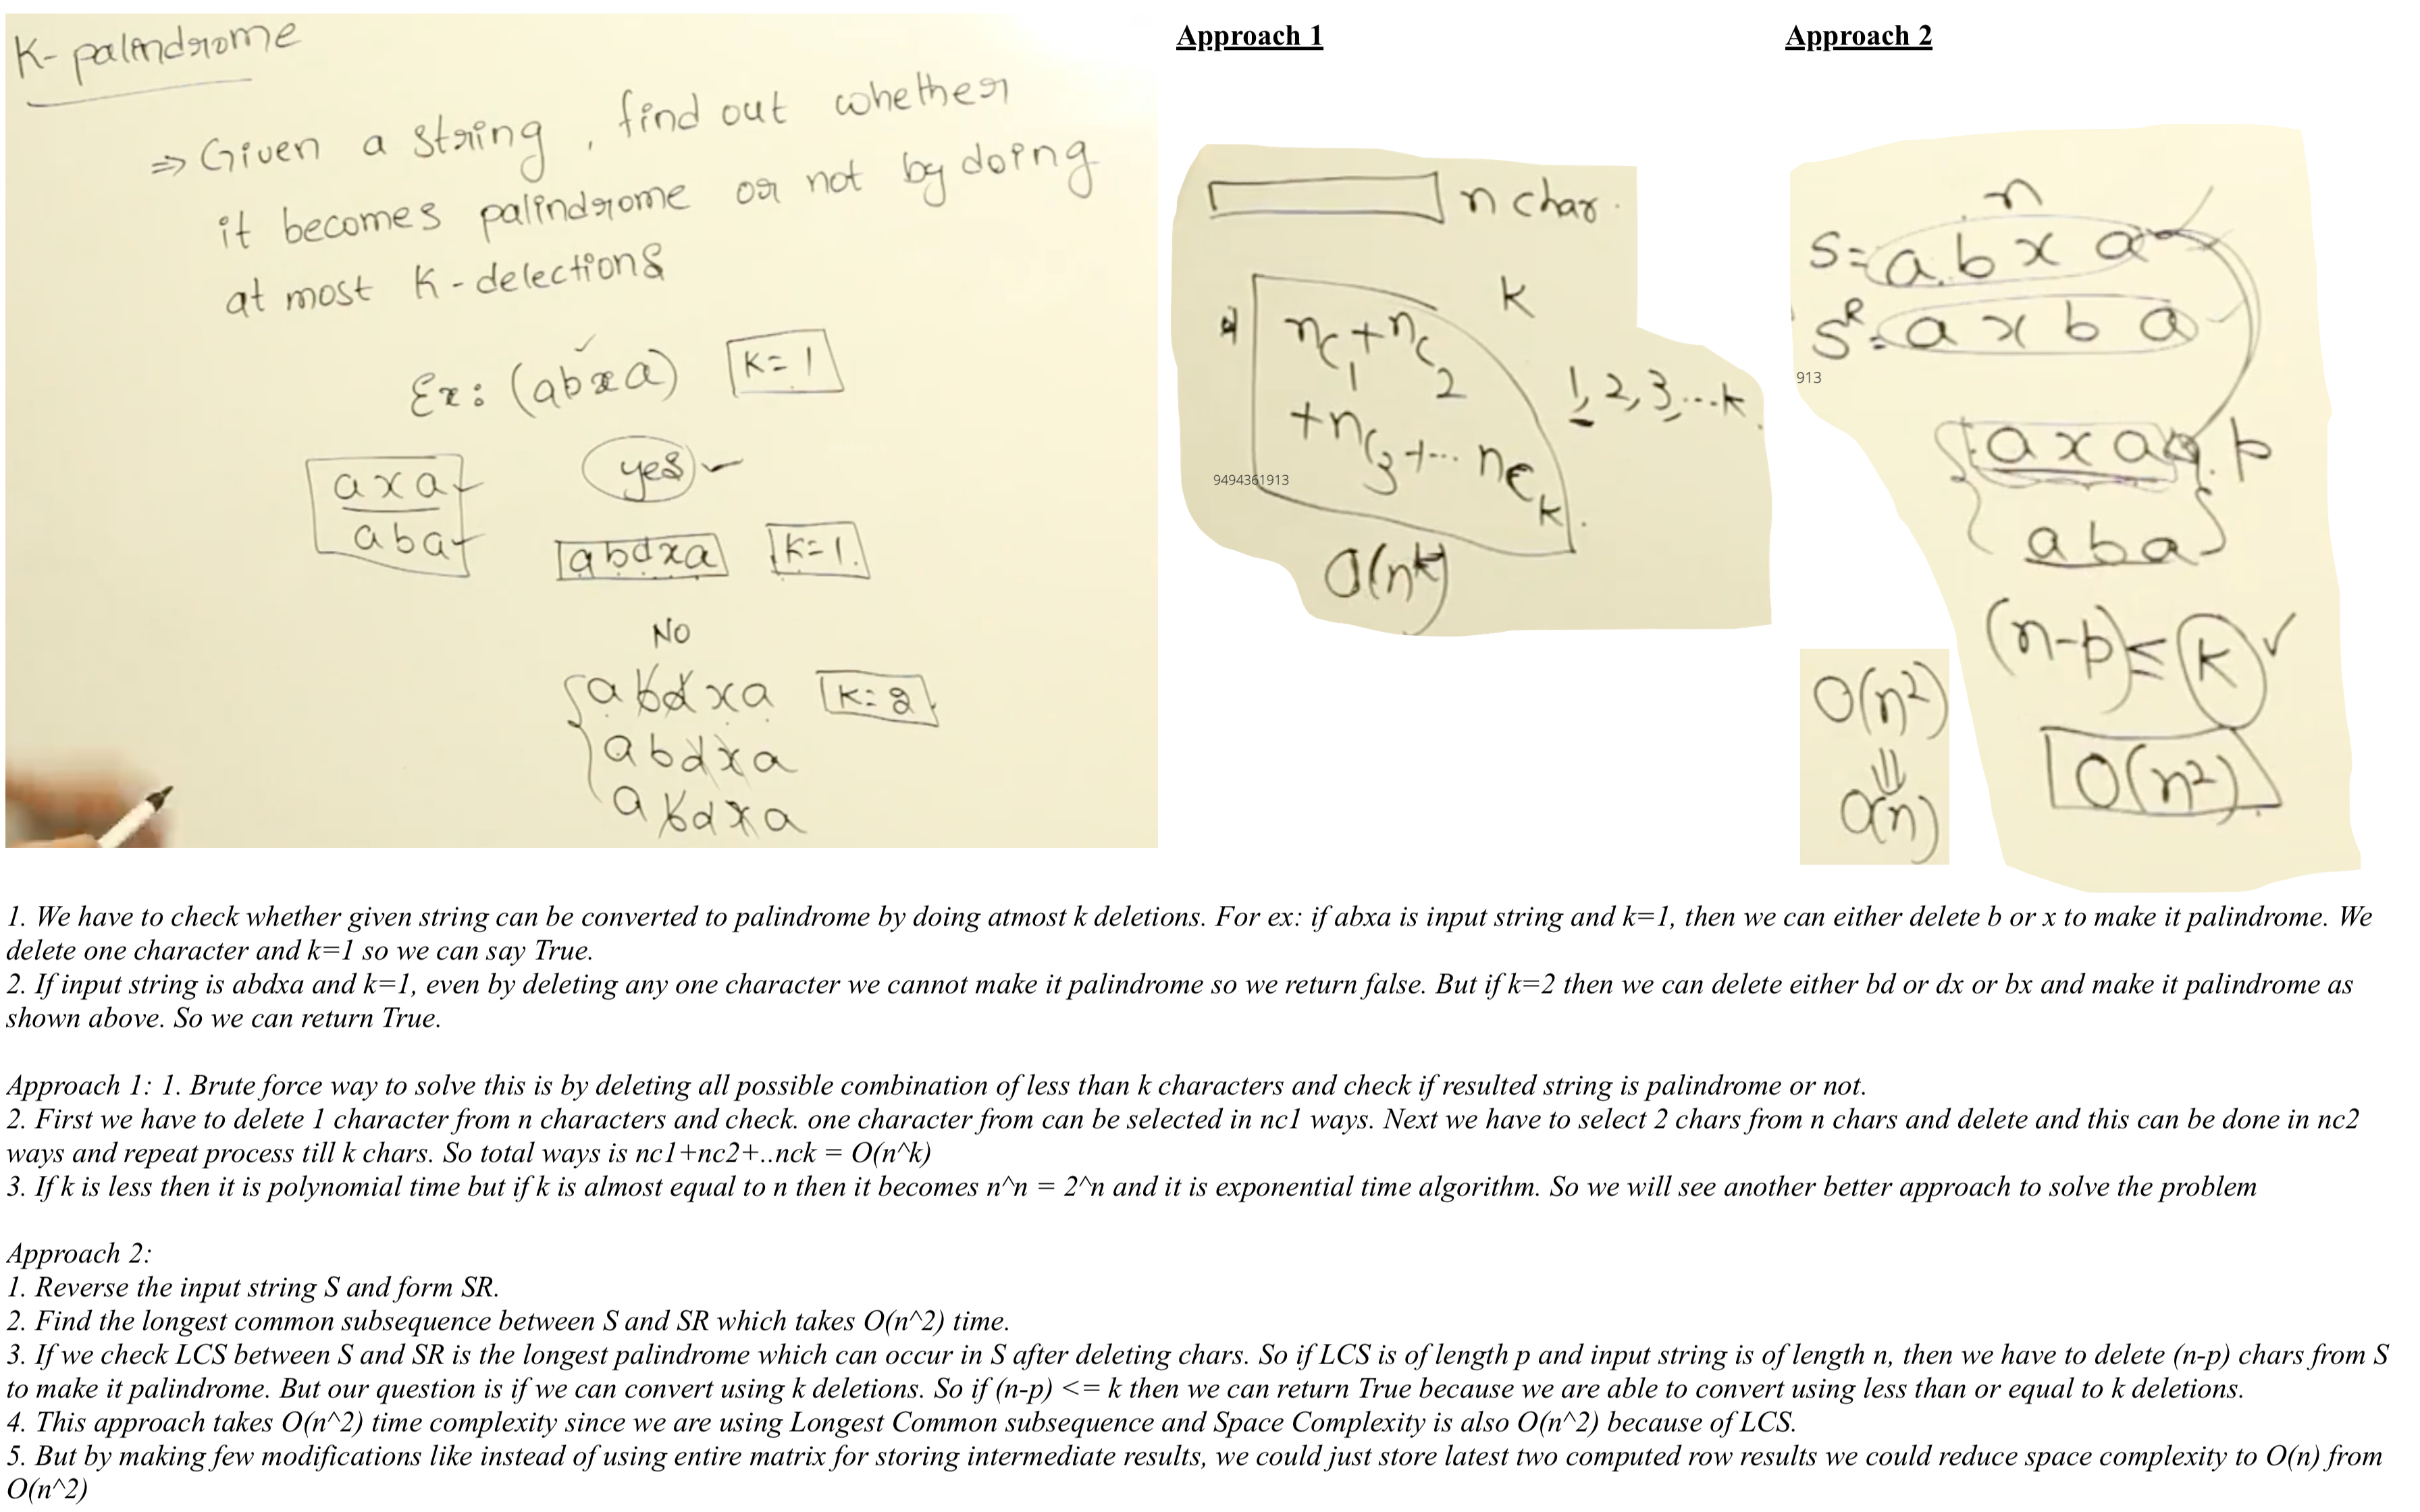 K- palindrome
⇒ Given a string , find out whether
it becomes palindrome or not by doing
at most K - delections
Ex: (abxa) K= 1
axa
aba
yes
abdxa K= 1.
NO
abdxa K= 2
abdxa
abdxa
Approach 1
n char.
K
nc1 + nc2
+ nc3 + ... nck
1, 2, 3, ...k
9494361913
O(n^k)
Approach 2
n
S= a b x a
S^R= a x b a
913
a x a p
a b a
(n-p) ≤ K
O(n²)
O(n²)
⇓
O(n)
1. We have to check whether given string can be converted to palindrome by doing atmost k deletions. For ex: if abxa is input string and k=1, then we can either delete b or x to make it palindrome. We
delete one character and k=1 so we can say True.
2. If input string is abdxa and k=1, even by deleting any one character we cannot make it palindrome so we return false. But if k=2 then we can delete either bd or dx or bx and make it palindrome as
shown above. So we can return True.
Approach 1: 1. Brute force way to solve this is by deleting all possible combination of less than k characters and check if resulted string is palindrome or not.
2. First we have to delete 1 character from n characters and check. one character from can be selected in nc1 ways. Next we have to select 2 chars from n chars and delete and this can be done in nc2
ways and repeat process till k chars. So total ways is nc1+nc2+..nck = O(n^k)
3. If k is less then it is polynomial time but if k is almost equal to n then it becomes n^n = 2^n and it is exponential time algorithm. So we will see another better approach to solve the problem
Approach 2:
1. Reverse the input string S and form SR.
2. Find the longest common subsequence between S and SR which takes O(n^2) time.
3. If we check LCS between S and SR is the longest palindrome which can occur in S after deleting chars. So if LCS is of length p and input string is of length n, then we have to delete (n-p) chars from S
to make it palindrome. But our question is if we can convert using k deletions. So if (n-p) <= k then we can return True because we are able to convert using less than or equal to k deletions.
4. This approach takes O(n^2) time complexity since we are using Longest Common subsequence and Space Complexity is also O(n^2) because of LCS.
5. But by making few modifications like instead of using entire matrix for storing intermediate results, we could just store latest two computed row results we could reduce space complexity to O(n) from
O(n^2)